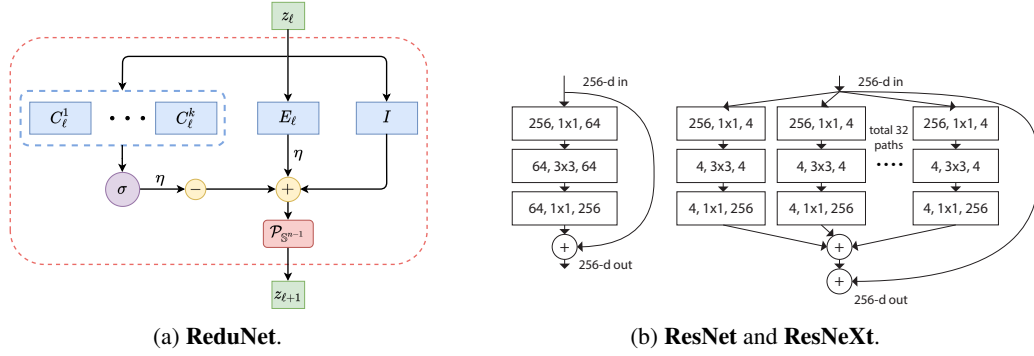 z_ℓ
C_ℓ^1 • • • C_ℓ^k
E_ℓ
I
η
σ
η
−
+
P_{S^{n−1}}
z_{ℓ+1}
(a) ReduNet.
256-d in
256, 1x1, 64
64, 3x3, 64
64, 1x1, 256
+
256-d out
256-d in
256, 1x1, 4
256, 1x1, 4
256, 1x1, 4
total 32
paths
4, 3x3, 4
4, 3x3, 4
....
4, 3x3, 4
4, 1x1, 256
4, 1x1, 256
4, 1x1, 256
+
+
256-d out
(b) ResNet and ResNeXt.